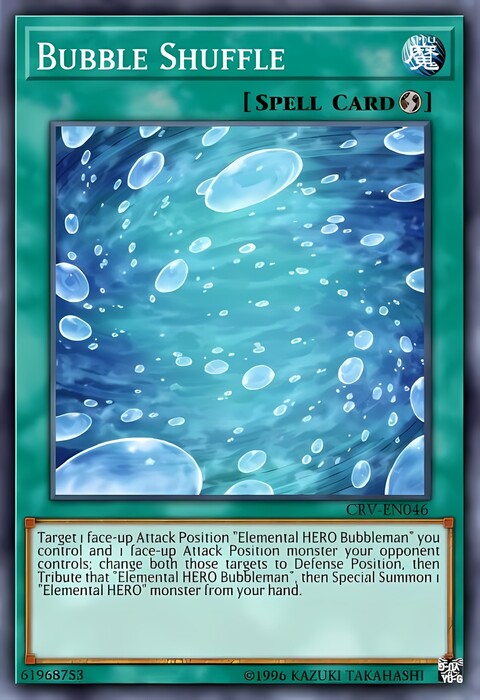 BUBBLE SHUFFLE
[SPELL CARD]
CRV-EN046
Target 1 face-up Attack Position "Elemental HERO Bubbleman" you
control and 1 face-up Attack Position monster your opponent
controls; change both those targets to Defense Position, then
Tribute that "Elemental HERO Bubbleman", then Special Summon 1
"Elemental HERO" monster from your hand.
61968753
©1996 KAZUKI TAKAHASHI